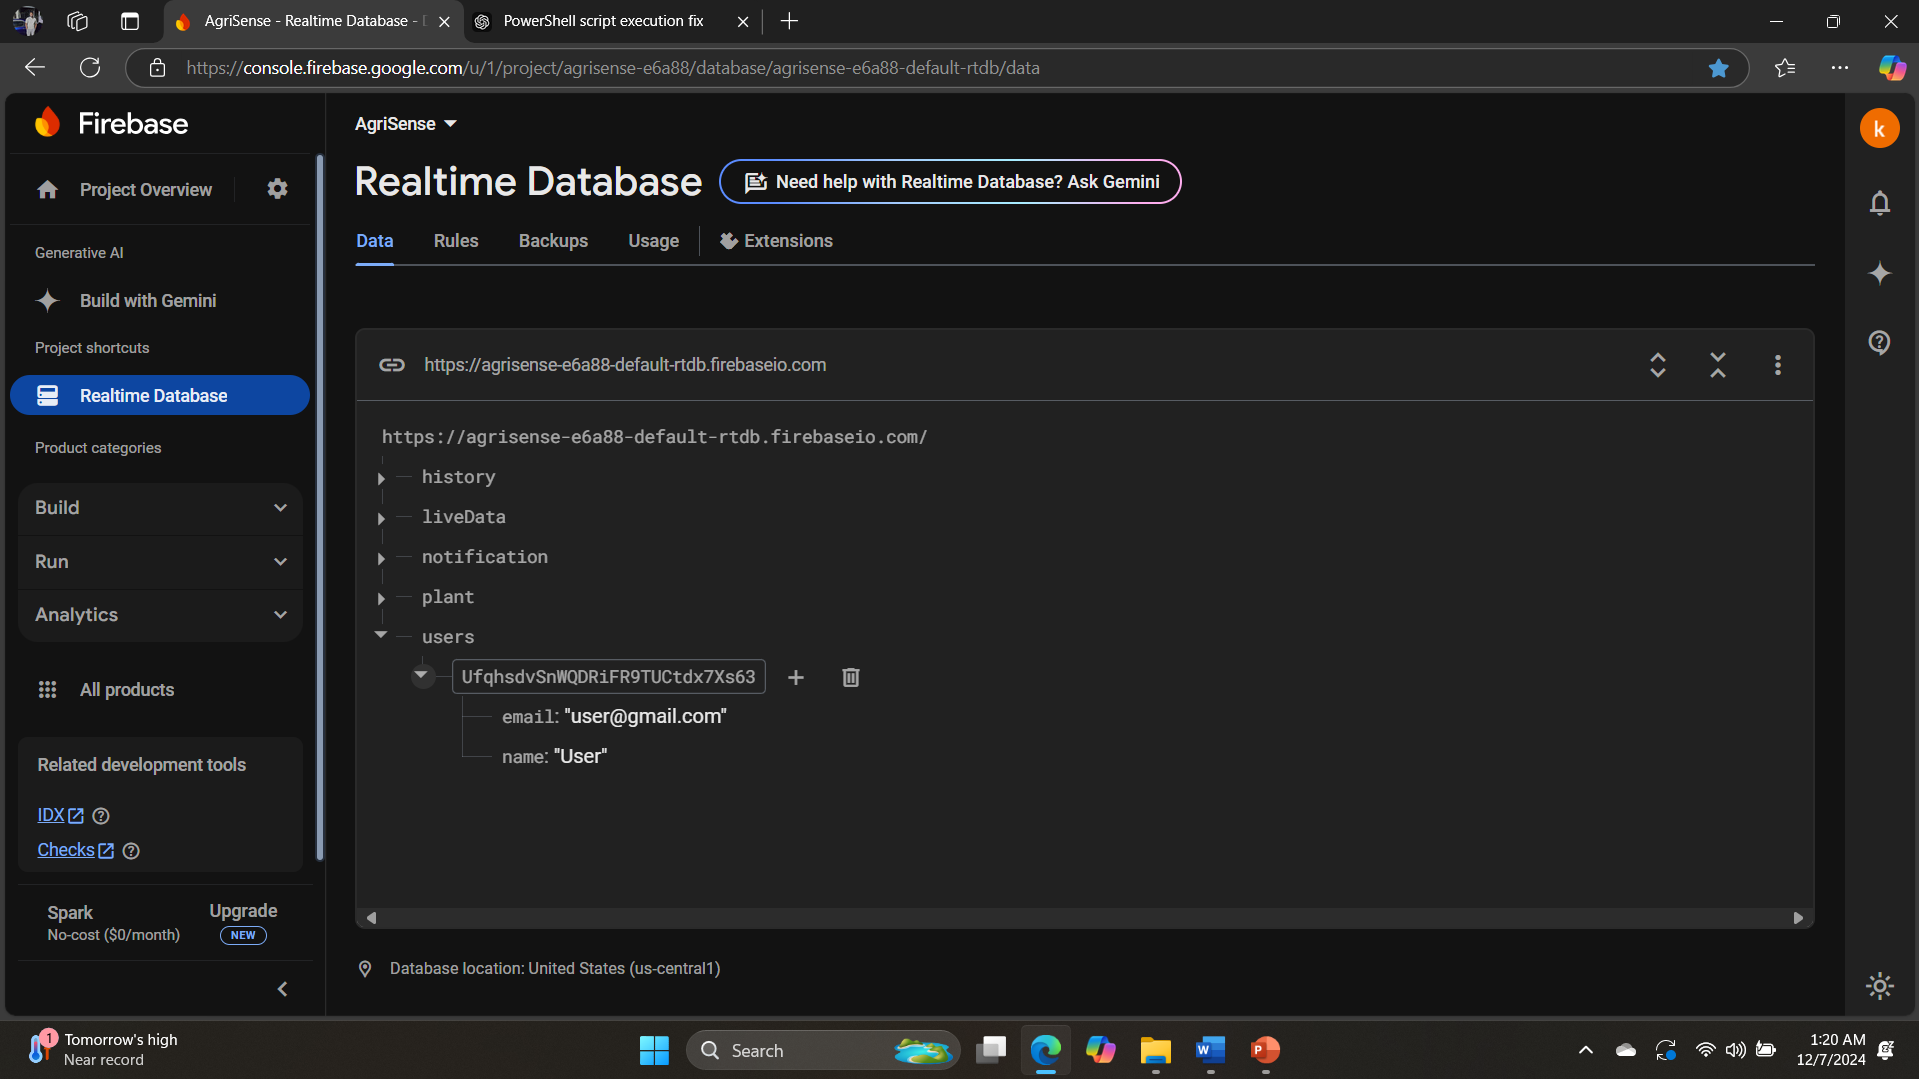 AgriSense - Realtime Database -
PowerShell script execution fix
https://console.firebase.google.com/u/1/project/agrisense-e6a88/database/agrisense-e6a88-default-rtdb/data
Firebase
Project Overview
Generative AI
Build with Gemini
Project shortcuts
Realtime Database
Product categories
Build
Run
Analytics
All products
Related development tools
IDX
Checks
Spark
No-cost ($0/month)
Upgrade
NEW
AgriSense
Realtime Database
Need help with Realtime Database? Ask Gemini
Data
Rules
Backups
Usage
Extensions
https://agrisense-e6a88-default-rtdb.firebaseio.com
https://agrisense-e6a88-default-rtdb.firebaseio.com/
history
liveData
notification
plant
users
UfqhsdvSnWQDRiFR9TUCtdx7Xs63
email: "user@gmail.com"
name: "User"
Database location: United States (us-central1)
k
1
Tomorrow's high
Near record
Search
W
P
1:20 AM
12/7/2024